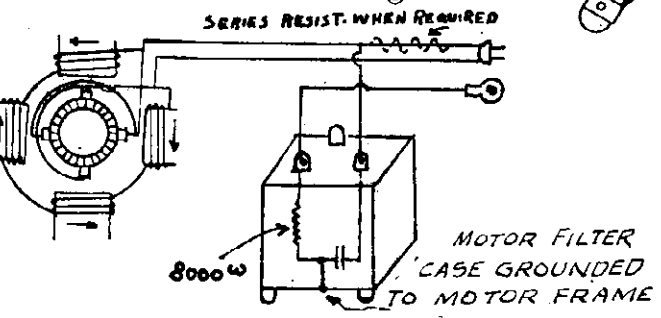 SERIES RESIST. WHEN REQUIRED
8000 ω
MOTOR FILTER
CASE GROUNDED
TO MOTOR FRAME